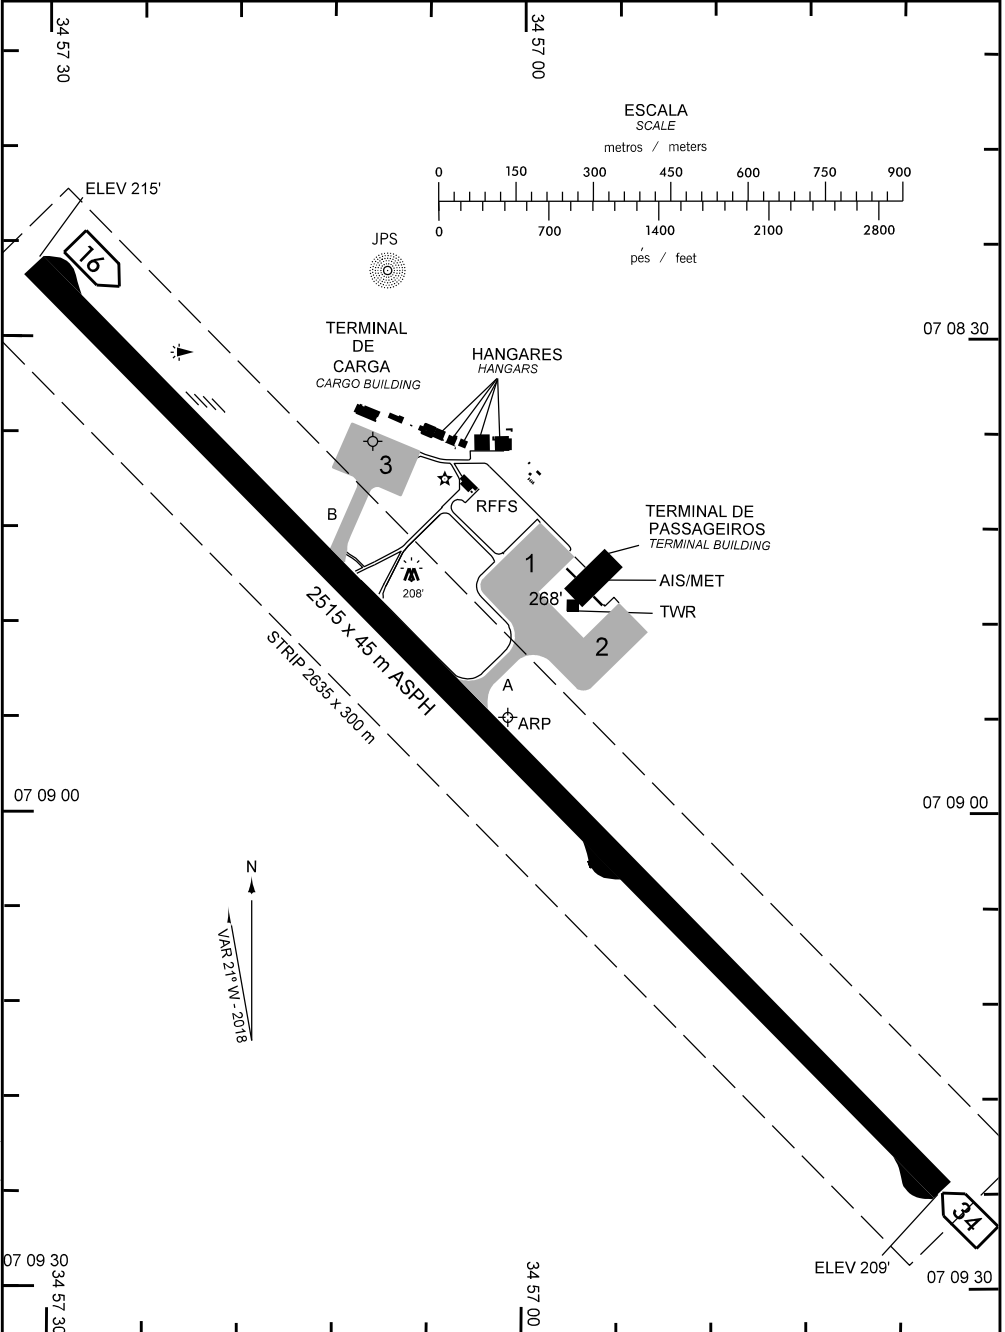 34 57 30
34 57 00
ESCALA
SCALE
metros / meters
0 150 300 450 600 750 900
0 700 1400 2100 2800
pés / feet
ELEV 215'
16
JPS
07 08 30
TERMINAL
DE
CARGA
CARGO BUILDING
HANGARES
HANGARS
3
B
RFFS
TERMINAL DE
PASSAGEIROS
TERMINAL BUILDING
1
AIS/MET
268'
TWR
208'
2
2515 x 45 m ASPH
STRIP 2635 x 300 m
A
ARP
07 09 00
07 09 00
N
VAR 21º W - 2018
34
ELEV 209'
07 09 30
07 09 30
34 57 30
34 57 00